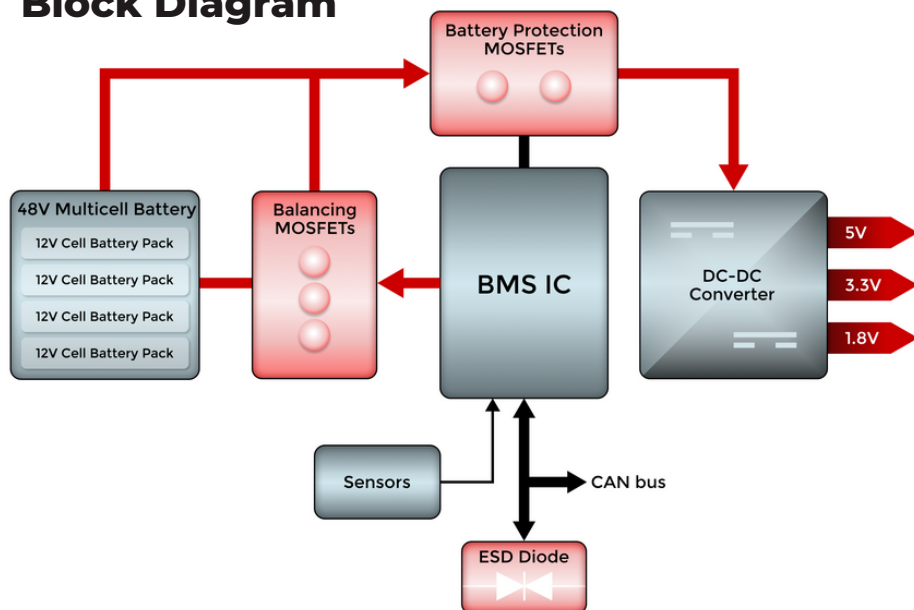 Block Diagram
Battery Protection
MOSFETs
48V Multicell Battery
12V Cell Battery Pack
12V Cell Battery Pack
12V Cell Battery Pack
12V Cell Battery Pack
Balancing
MOSFETs
BMS IC
DC-DC
Converter
5V
3.3V
1.8V
Sensors
CAN bus
ESD Diode